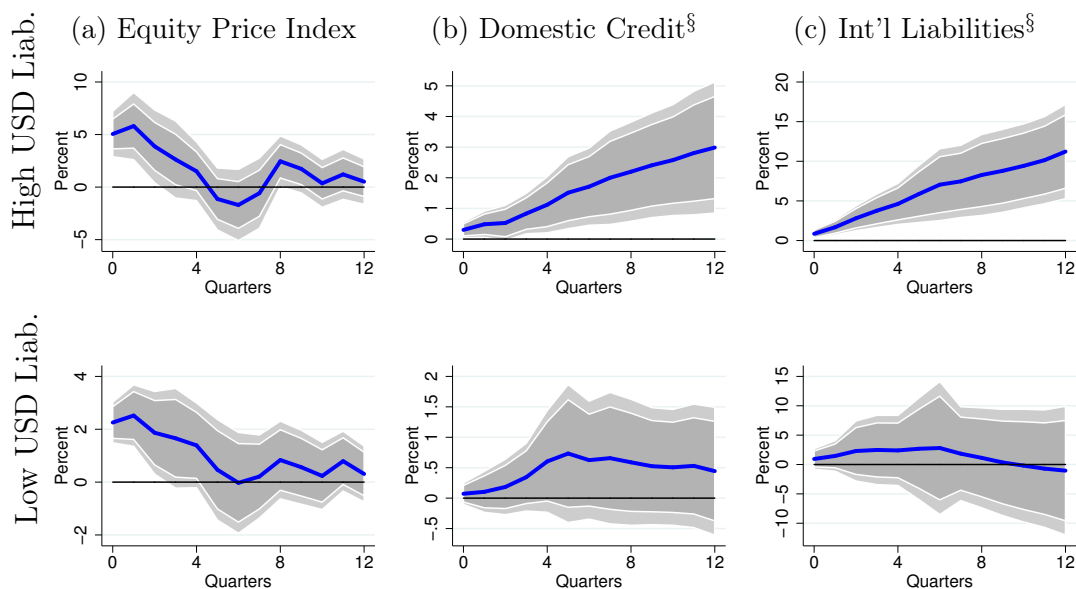 (a) Equity Price Index
(b) Domestic Credit§
(c) Int'l Liabilities§
High USD Liab.
Percent
10
5
0
−5
0 4 8 12
Quarters
Percent
5
4
3
2
1
0
0 4 8 12
Quarters
Percent
20
15
10
5
0
0 4 8 12
Quarters
Low USD Liab.
Percent
4
2
0
−2
0 4 8 12
Quarters
Percent
2
1.5
1
.5
0
−.5
0 4 8 12
Quarters
Percent
15
10
5
0
−5
−10
0 4 8 12
Quarters